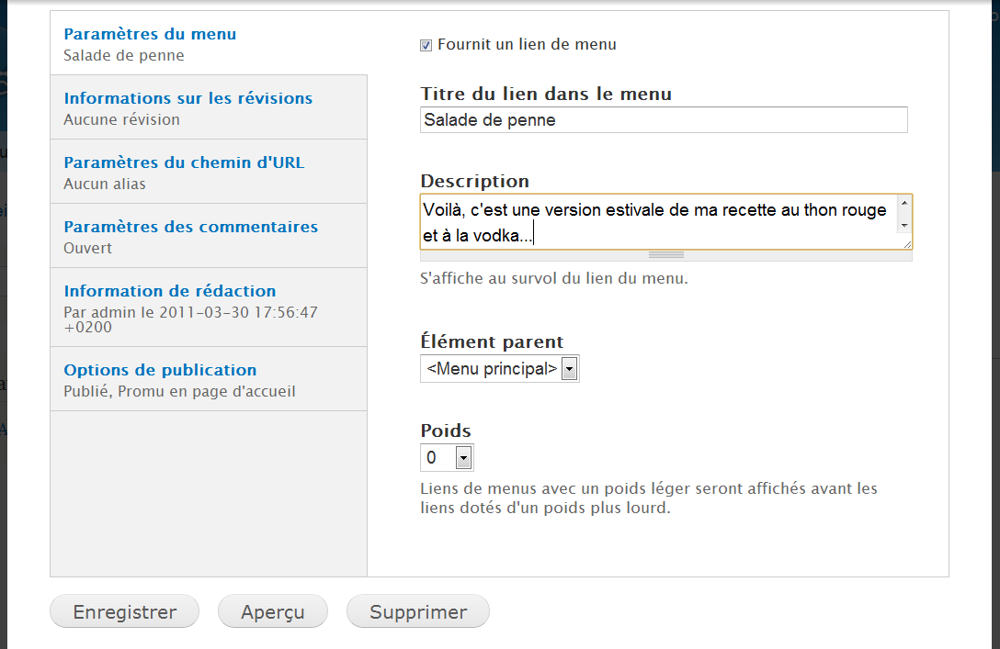 Paramètres du menu
Salade de penne
Informations sur les révisions
Aucune révision
Paramètres du chemin d'URL
Aucun alias
Paramètres des commentaires
Ouvert
Information de rédaction
Par admin le 2011-03-30 17:56:47
+0200
Options de publication
Publié, Promu en page d'accueil
Fournit un lien de menu
Titre du lien dans le menu
Salade de penne
Description
Voilà, c'est une version estivale de ma recette au thon rouge
et à la vodka...
S'affiche au survol du lien du menu.
Élément parent
<Menu principal>
Poids
0
Liens de menus avec un poids léger seront affichés avant les
liens dotés d'un poids plus lourd.
Enregistrer
Aperçu
Supprimer